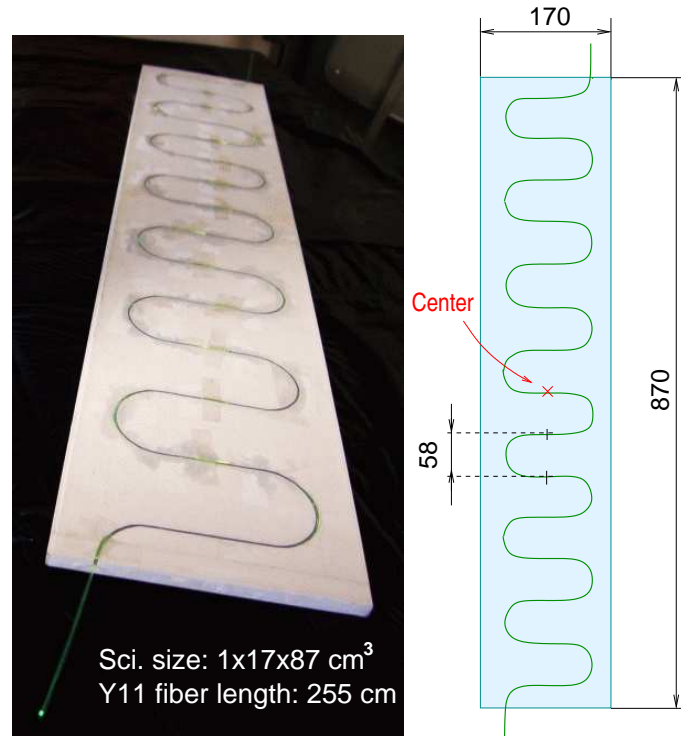 170
Center
58
870
Sci. size: 1x17x87 cm³
Y11 fiber length: 255 cm